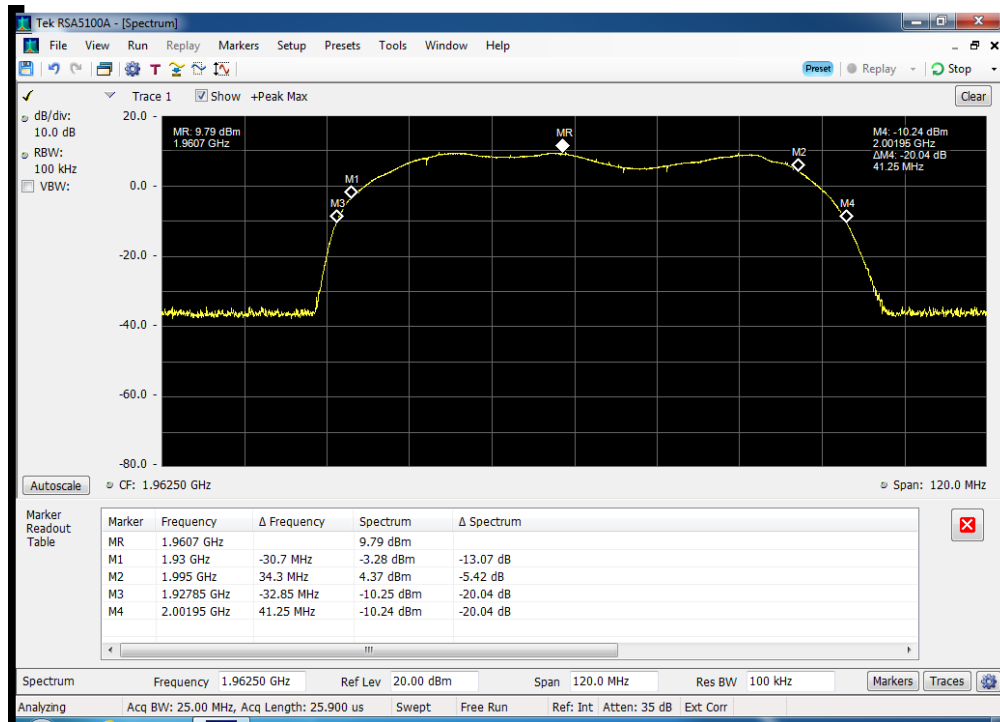 Tek RSA5100A - [Spectrum]
File View Run Replay Markers Setup Presets Tools Window Help
T Preset Replay Stop
Trace 1 Show +Peak Max Clear
dB/div:
10.0 dB
RBW:
100 kHz
VBW:
20.0
0.0
-20.0
-40.0
-60.0
-80.0
MR: 9.79 dBm
1.9607 GHz
MR
M1
M3
M2
M4
M4: -10.24 dBm
2.00195 GHz
ΔM4: -20.04 dB
41.25 MHz
Autoscale CF: 1.96250 GHz Span: 120.0 MHz
Marker
Readout
Table
Marker Frequency Δ Frequency Spectrum Δ Spectrum
MR 1.9607 GHz 9.79 dBm
M1 1.93 GHz -30.7 MHz -3.28 dBm -13.07 dB
M2 1.995 GHz 34.3 MHz 4.37 dBm -5.42 dB
M3 1.92785 GHz -32.85 MHz -10.25 dBm -20.04 dB
M4 2.00195 GHz 41.25 MHz -10.24 dBm -20.04 dB
Spectrum Frequency 1.96250 GHz Ref Lev 20.00 dBm Span 120.0 MHz Res BW 100 kHz Markers Traces
Analyzing Acq BW: 25.00 MHz, Acq Length: 25.900 us Swept Free Run Ref: Int Atten: 35 dB Ext Corr